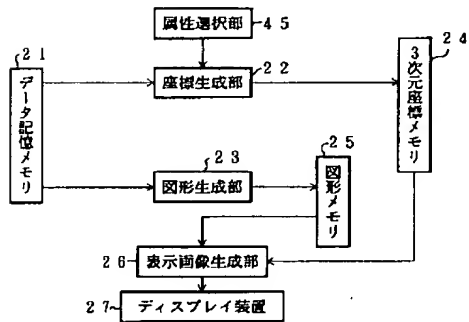 属性選択部
45
21
データ記憶メモリ
座標生成部
22
24
3次元座標メモリ
23
図形生成部
25
図形メモリ
26
表示画像生成部
27
ディスプレイ装置